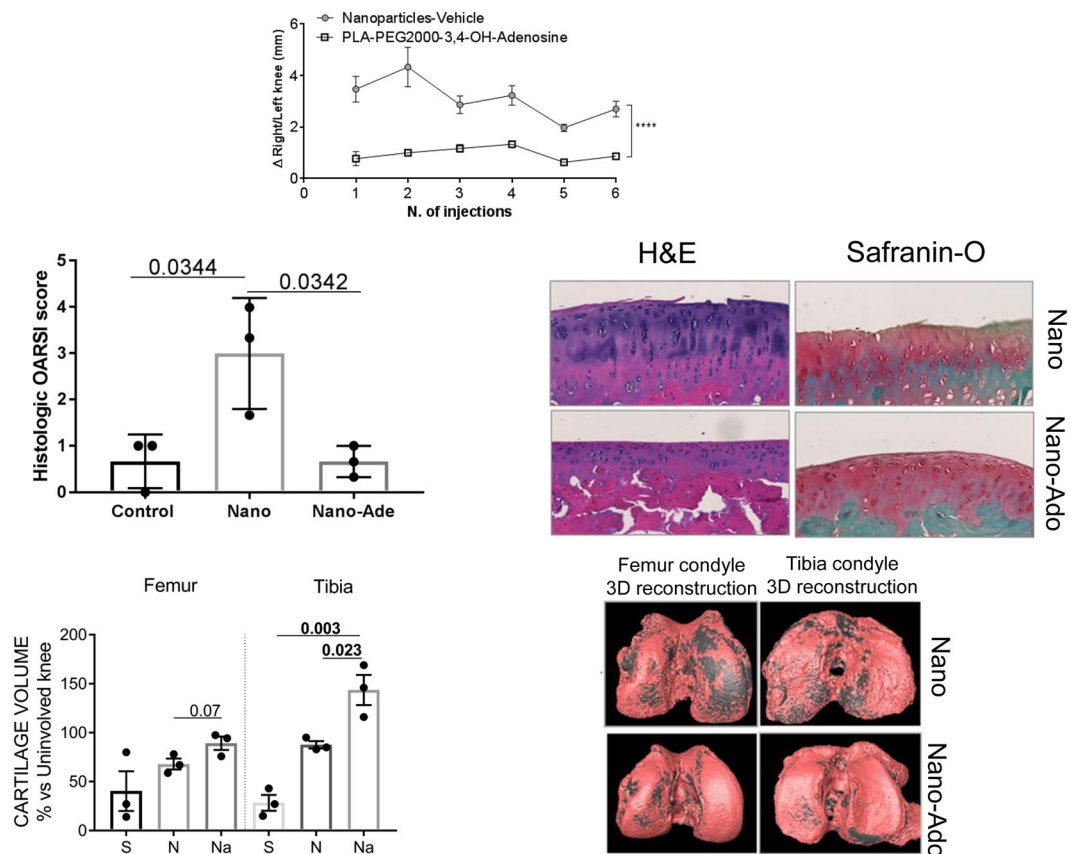 Nanoparticles-Vehicle
PLA-PEG2000-3,4-OH-Adenosine
Δ Right/Left knee (mm)
6
4
2
0
****
0 1 2 3 4 5 6
N. of injections
Histologic OARSI score
5
4
3
2
1
0
0.0344
0.0342
Control Nano Nano-Ade
H&E Safranin-O
Nano
Nano-Ado
Femur Tibia
CARTILAGE VOLUME
% vs Uninvolved knee
200
150
100
50
0
0.07
0.003
0.023
S N Na S N Na
Femur condyle
3D reconstruction
Tibia condyle
3D reconstruction
Nano
Nano-Ado